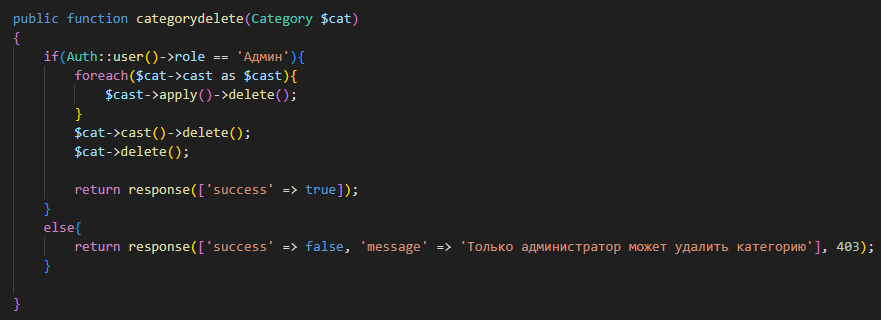 public function categorydelete(Category $cat)
{
    if(Auth::user()->role == 'Админ'){
        foreach($cat->cast as $cast){
            $cast->apply()->delete();
        }
        $cat->cast()->delete();
        $cat->delete();

        return response(['success' => true]);
    }
    else{
        return response(['success' => false, 'message' => 'Только администратор может удалить категорию'], 403);
    }

}